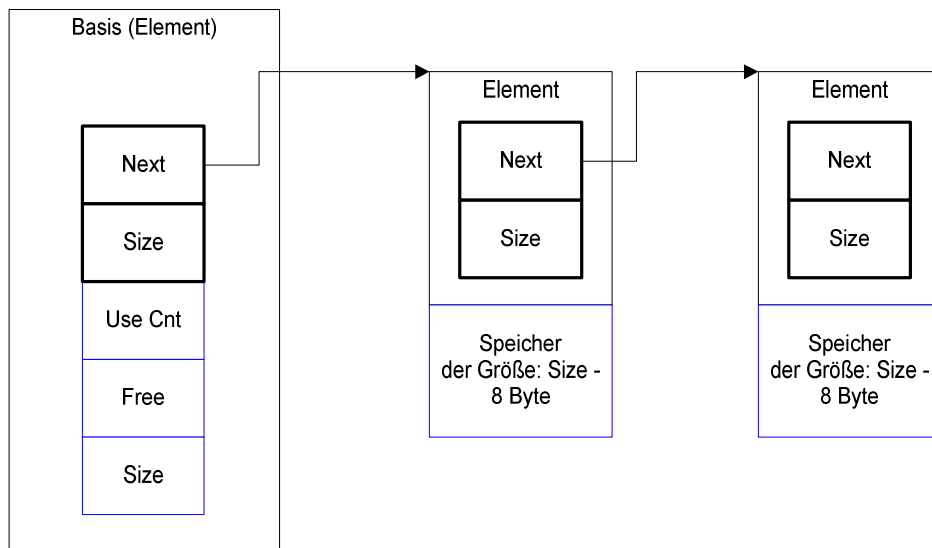 Basis (Element)
Next
Size
Use Cnt
Free
Size
Element
Next
Size
Speicher
der Größe: Size -
8 Byte
Element
Next
Size
Speicher
der Größe: Size -
8 Byte